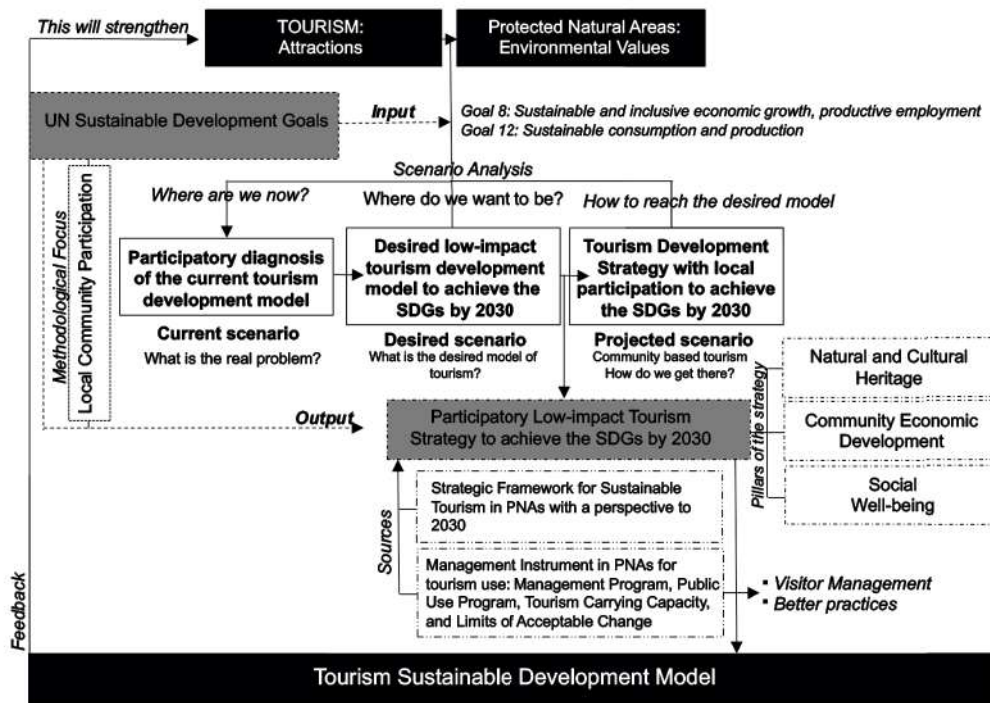 This will strengthen
TOURISM:
Attractions
Protected Natural Areas:
Environmental Values
UN Sustainable Development Goals
Input
Goal 8: Sustainable and inclusive economic growth, productive employment
Goal 12: Sustainable consumption and production
Scenario Analysis
Where are we now?
Where do we want to be?
How to reach the desired model
Methodological Focus
Local Community Participation
Participatory diagnosis
of the current tourism
development model
Desired low-impact
tourism development
model to achieve the
SDGs by 2030
Tourism Development
Strategy with local
participation to achieve
the SDGs by 2030
Current scenario
What is the real problem?
Desired scenario
What is the desired model of
tourism?
Projected scenario
Community based tourism
How do we get there?
Output
Participatory Low-impact Tourism
Strategy to achieve the SDGs by 2030
Pillars of the strategy
Natural and Cultural
Heritage
Community Economic
Development
Social
Well-being
Sources
Strategic Framework for Sustainable
Tourism in PNAs with a perspective to
2030
Management Instrument in PNAs for
tourism use: Management Program, Public
Use Program, Tourism Carrying Capacity,
and Limits of Acceptable Change
▪ Visitor Management
▪ Better practices
Feedback
Tourism Sustainable Development Model